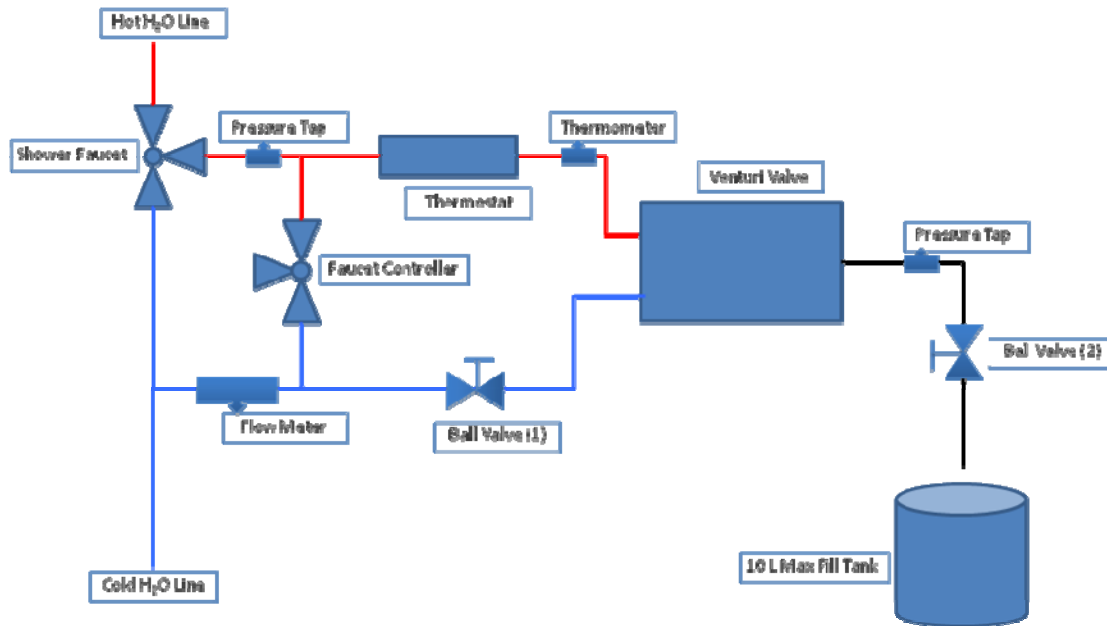 Hot H₂O Line
Pressure Tap
Thermometer
Shower Faucet
Venturi Valve
Thermostat
Pressure Tap
Faucet Controller
Ball Valve (2)
Flow Meter
Ball Valve (1)
10 L Max Fill Tank
Cold H₂O Line